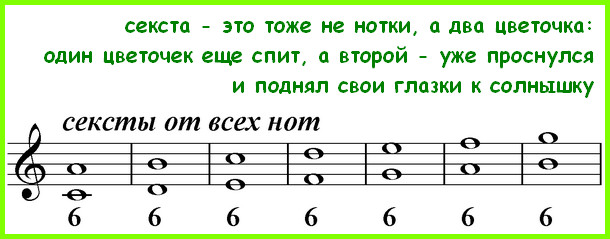 секста - это тоже не нотки, а два цветочка:
один цветочек еще спит, а второй - уже проснулся
и поднял свои глазки к солнышку
сексты от всех нот
6 6 6 6 6 6 6